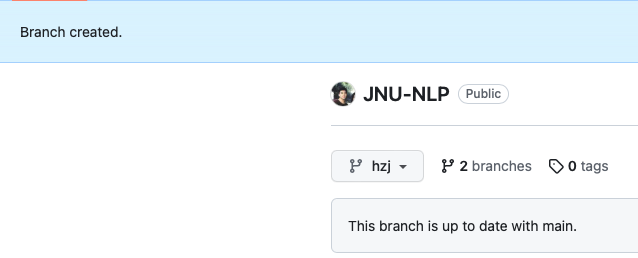 Branch created.
JNU-NLP Public
hzj 2 branches 0 tags
This branch is up to date with main.